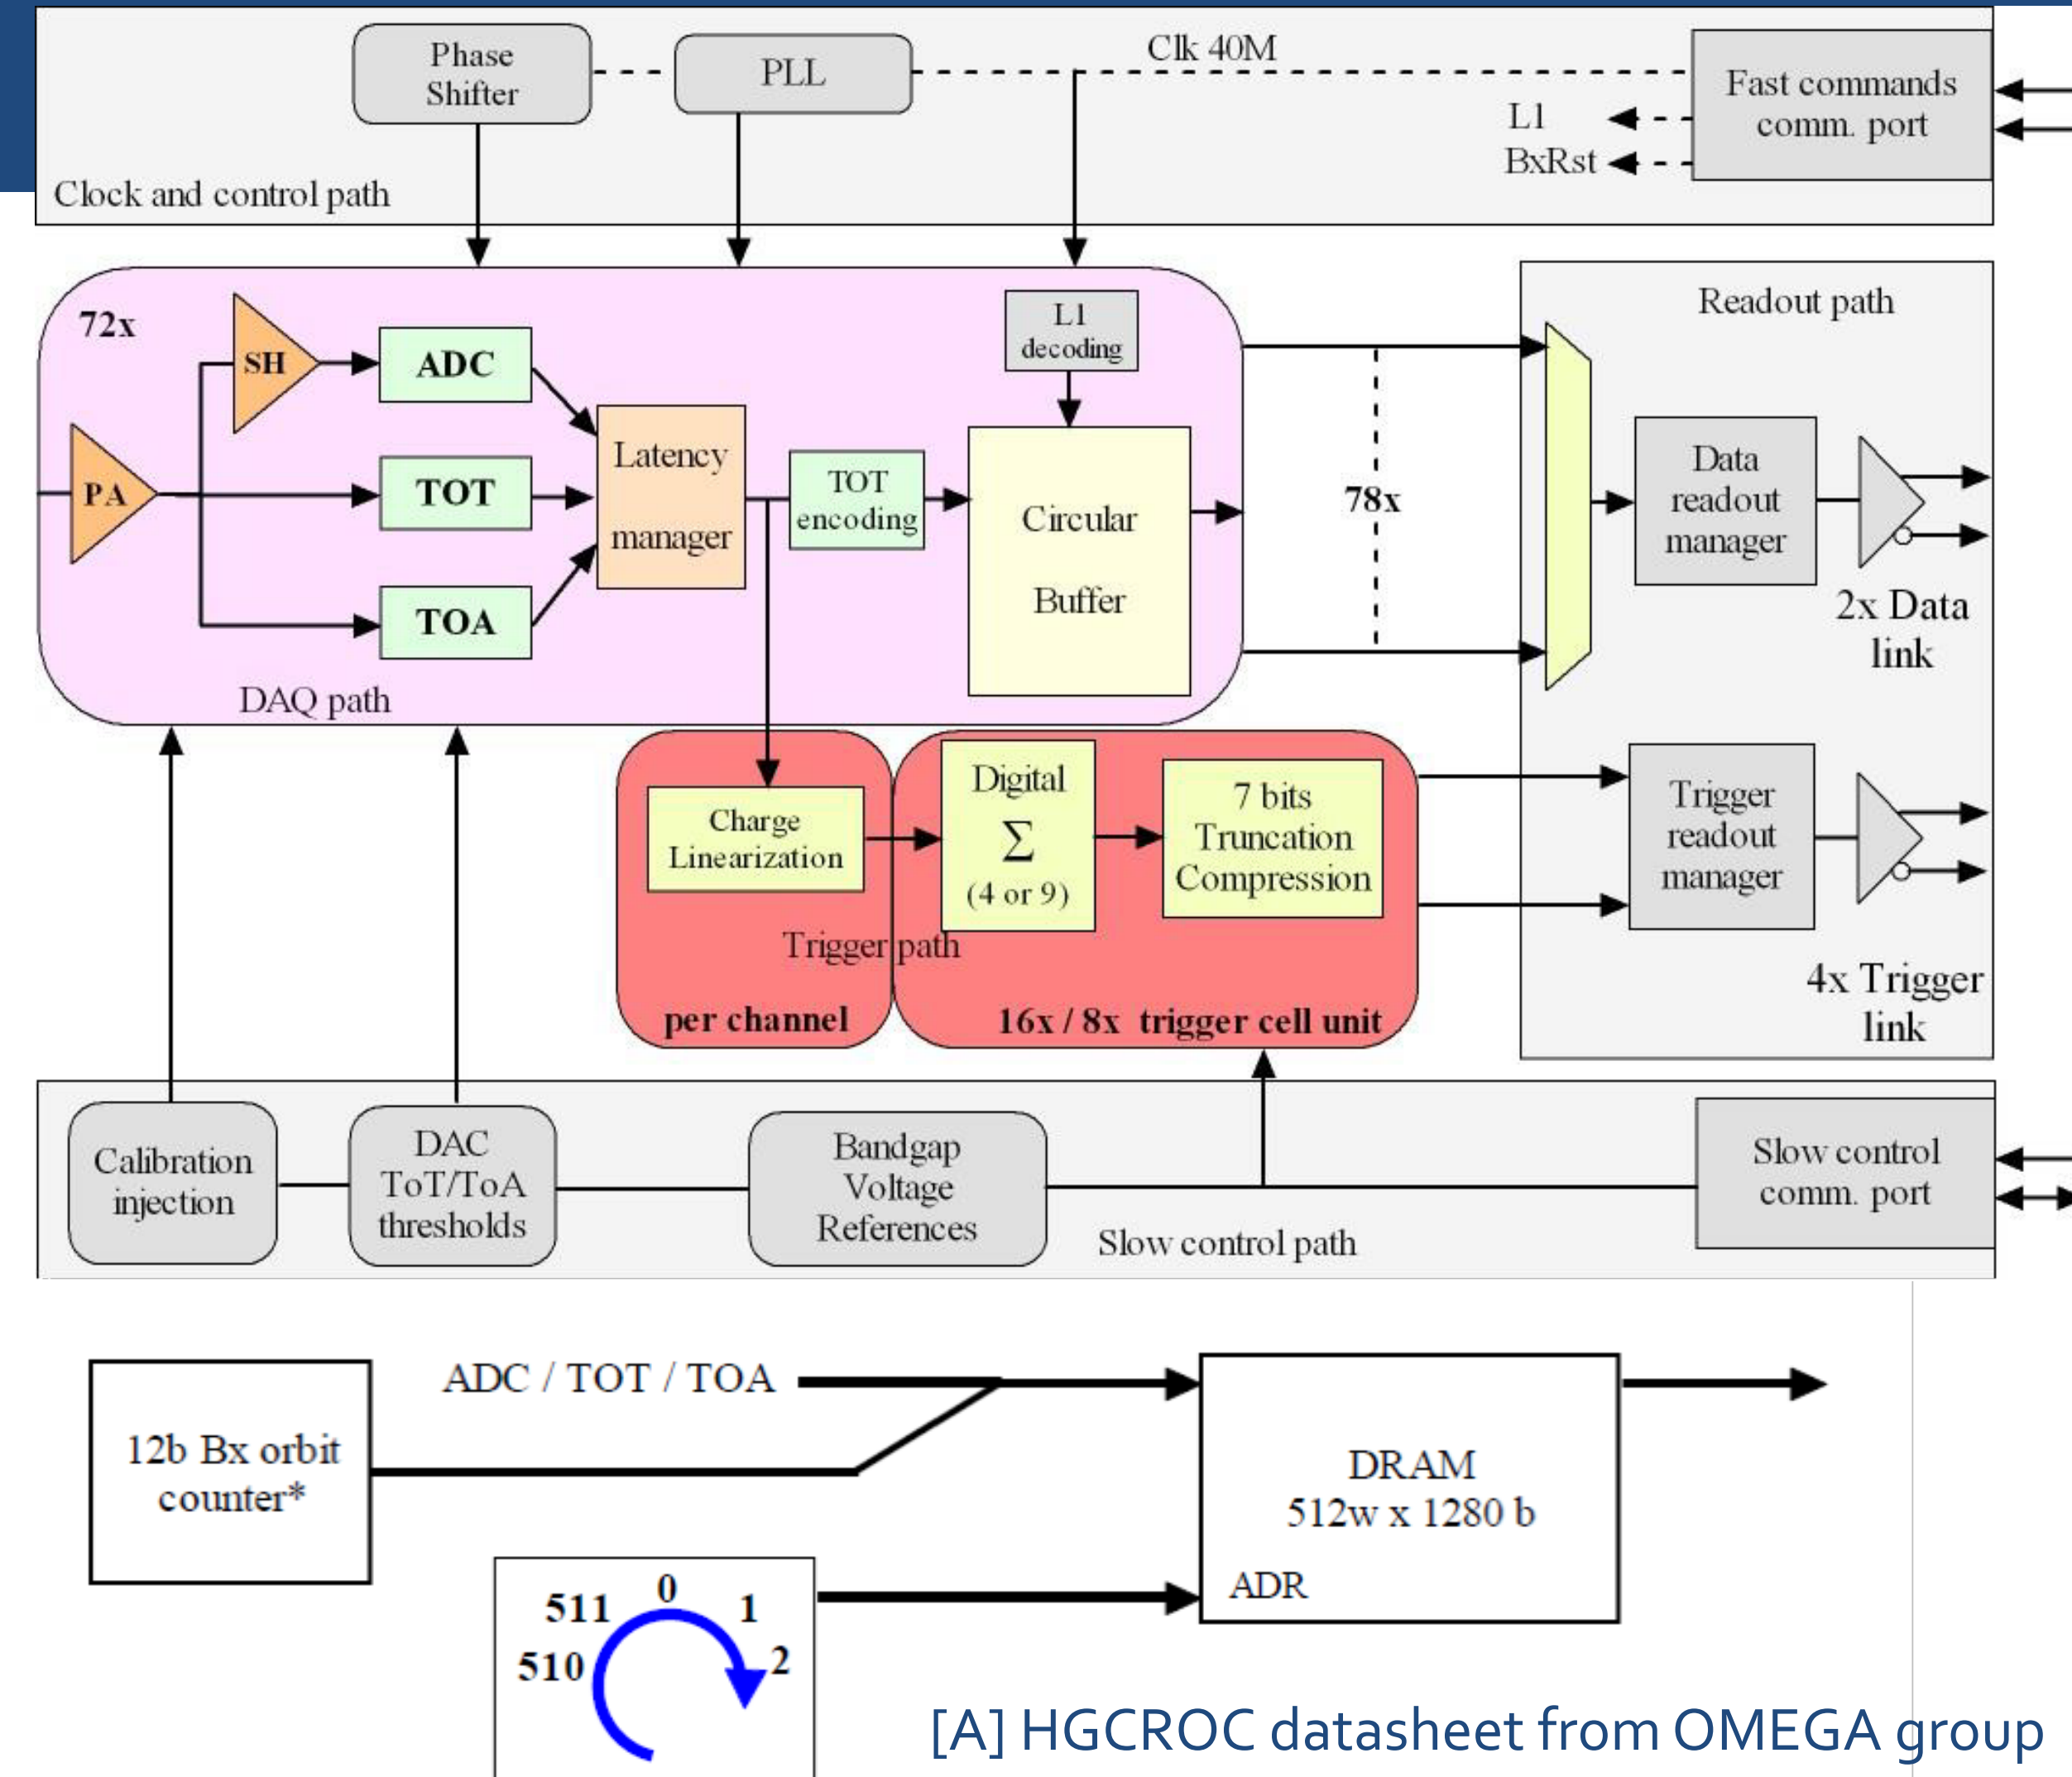 Phase
Shifter
PLL
Clk 40M
Fast commands
comm. port
L1
BxRst
Clock and control path
72x
SH
ADC
PA
TOT
TOA
Latency
manager
TOT
encoding
L1
decoding
Circular
Buffer
DAQ path
78x
Readout path
Data
readout
manager
2x Data
link
Charge
Linearization
Digital
Σ
(4 or 9)
7 bits
Truncation
Compression
Trigger path
per channel
16x / 8x trigger cell unit
Trigger
readout
manager
4x Trigger
link
Calibration
injection
DAC
ToT/ToA
thresholds
Bandgap
Voltage
References
Slow control path
Slow control
comm. port
12b Bx orbit
counter*
ADC / TOT / TOA
DRAM
512w x 1280 b
ADR
511 0 1
510 2
[A] HGCROC datasheet from OMEGA group